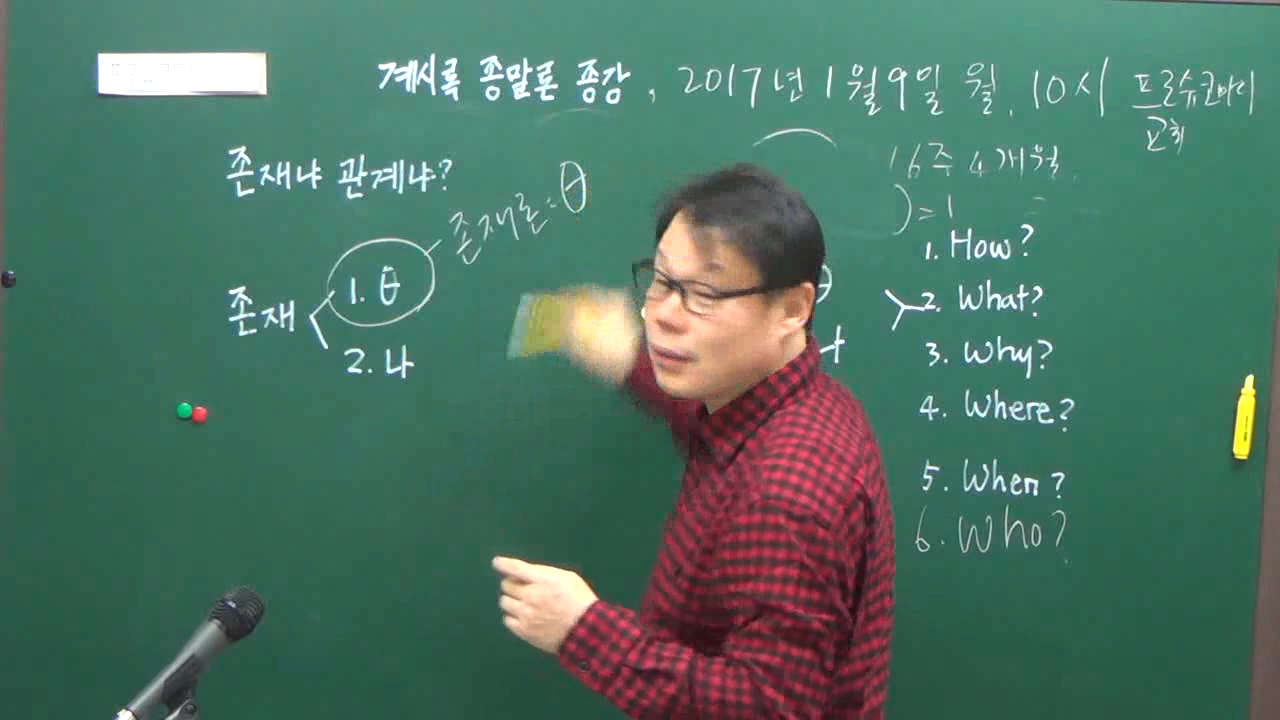 계시록 종말론 종강, 2017년 1월 9일 월, 10시 프로슈코마이
교회
존재냐 관계냐?
16주 4개월
존재론=θ
)=1
1. How?
존재
1. θ
2. What?
2. 나
3. Why?
4. Where?
5. When?
6. Who?